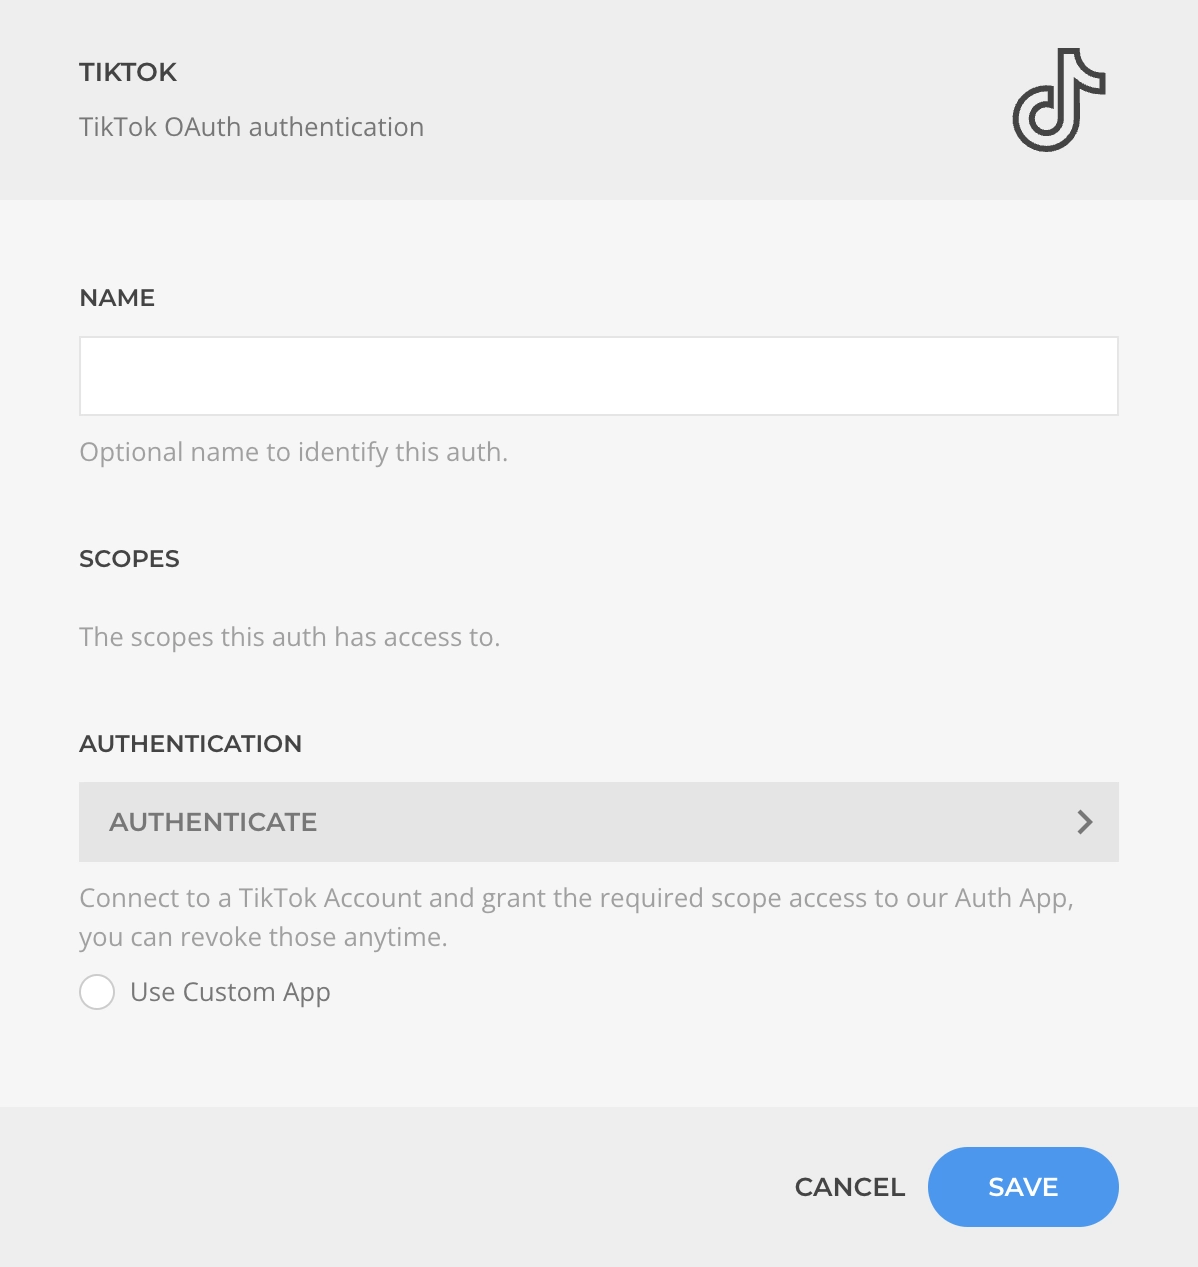 TIKTOK
TikTok OAuth authentication
NAME
Optional name to identify this auth.
SCOPES
The scopes this auth has access to.
AUTHENTICATION
AUTHENTICATE
Connect to a TikTok Account and grant the required scope access to our Auth App,
you can revoke those anytime.
Use Custom App
CANCEL
SAVE